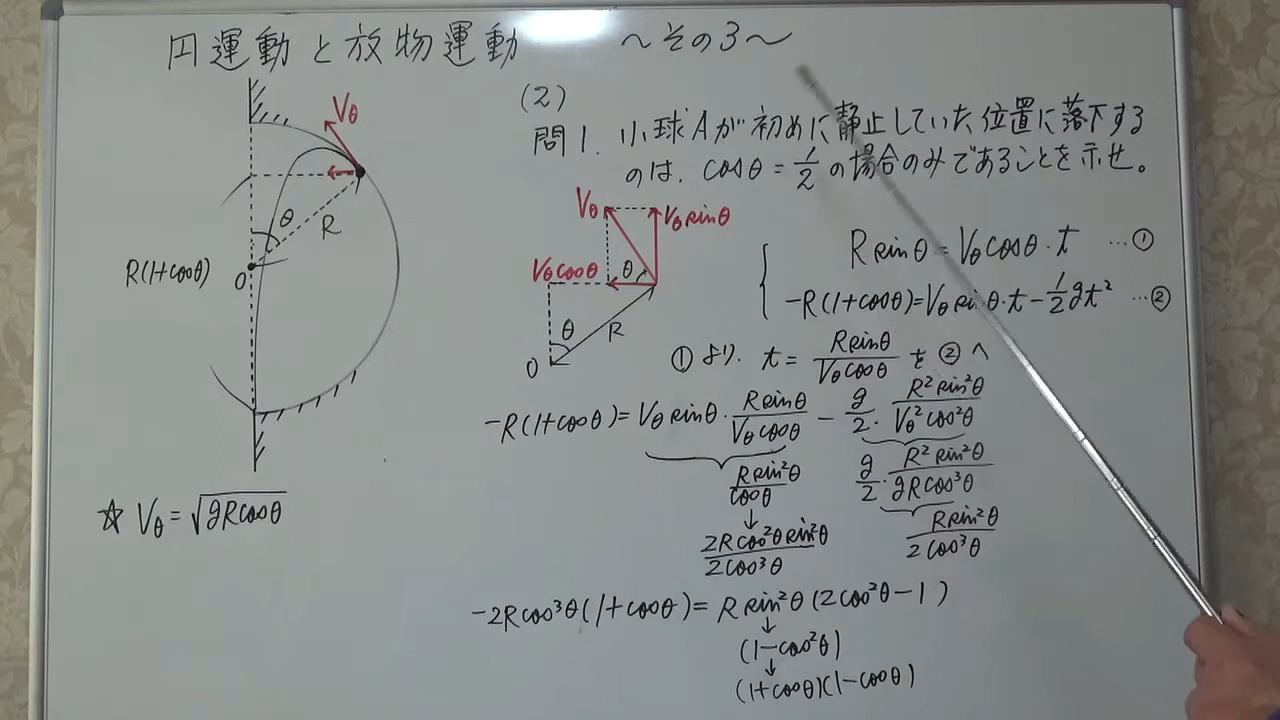 円運動と放物運動 〜その3〜
Vθ
θ
R
R(1+cosθ)
O
☆ Vθ = √gRcosθ
(2)
問1. 小球Aが初めに静止していた位置に落下する
のは、cosθ = 1/2 の場合のみであることを示せ。
Vθ
Vθsinθ
Vθcosθ
θ
θ
R
O
Rsinθ = Vθcosθ・t …①
-R(1+cosθ)=Vθsinθ・t-1/2gt² …②
①より、t = Rsinθ/Vθcosθ を②へ
-R(1+cosθ)= Vθsinθ・Rsinθ/Vθcosθ - g/2・R²sin²θ/Vθ²cos²θ
Rsin²θ/cosθ
g/2・R²sin²θ/gRcos³θ
↓
2Rcos²θsin²θ/2cos³θ
Rsin²θ/2cos³θ
-2Rcos³θ(1+cosθ)= Rsin²θ(2cos²θ-1)
↓
(1-cos²θ)
↓
(1+cosθ)(1-cosθ)